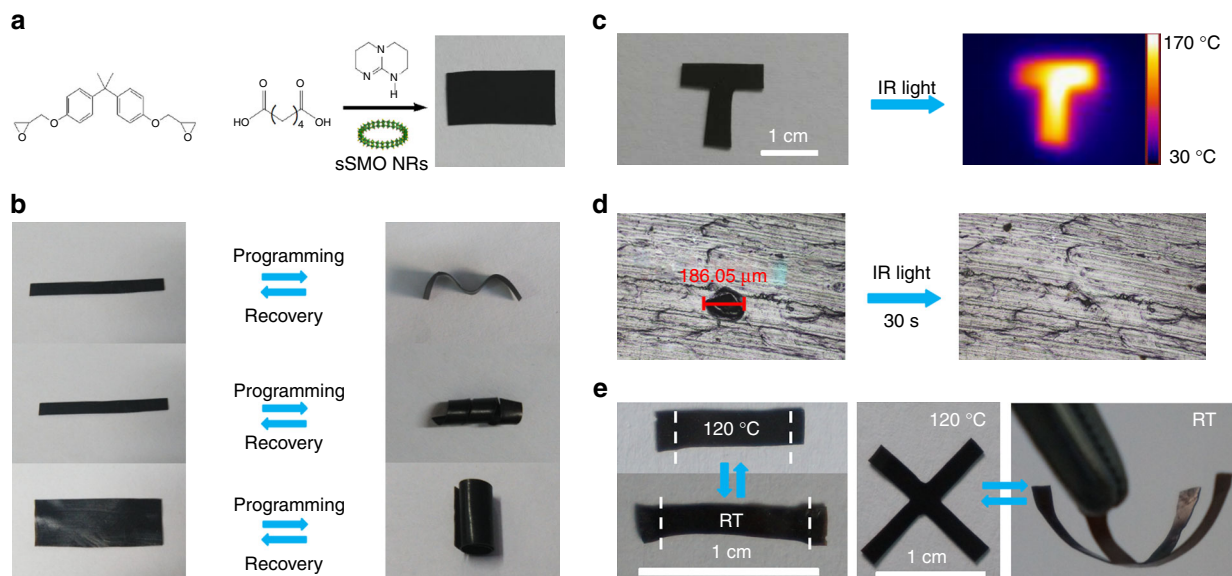 a
O
O
O
O
O
HO
O
4
OH
N
N
N
H
sSMO NRs
b
Programming
Recovery
Programming
Recovery
Programming
Recovery
c
1 cm
IR light
170 °C
30 °C
d
186.05 µm
IR light
30 s
e
120 °C
RT
1 cm
120 °C
1 cm
RT